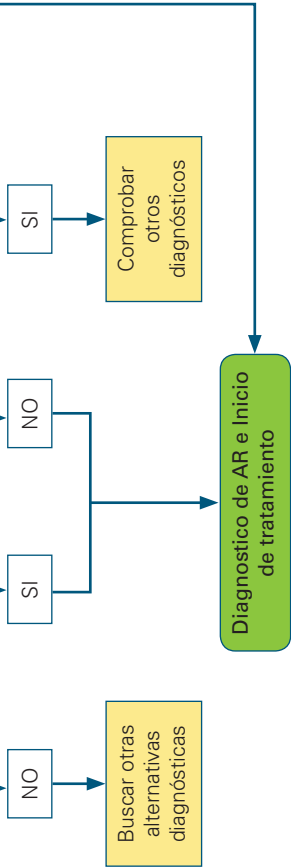 NO
SI
NO
SI
Buscar otras
alternativas
diagnósticas
Comprobar
otros
diagnósticos
Diagnostico de AR e Inicio
de tratamiento